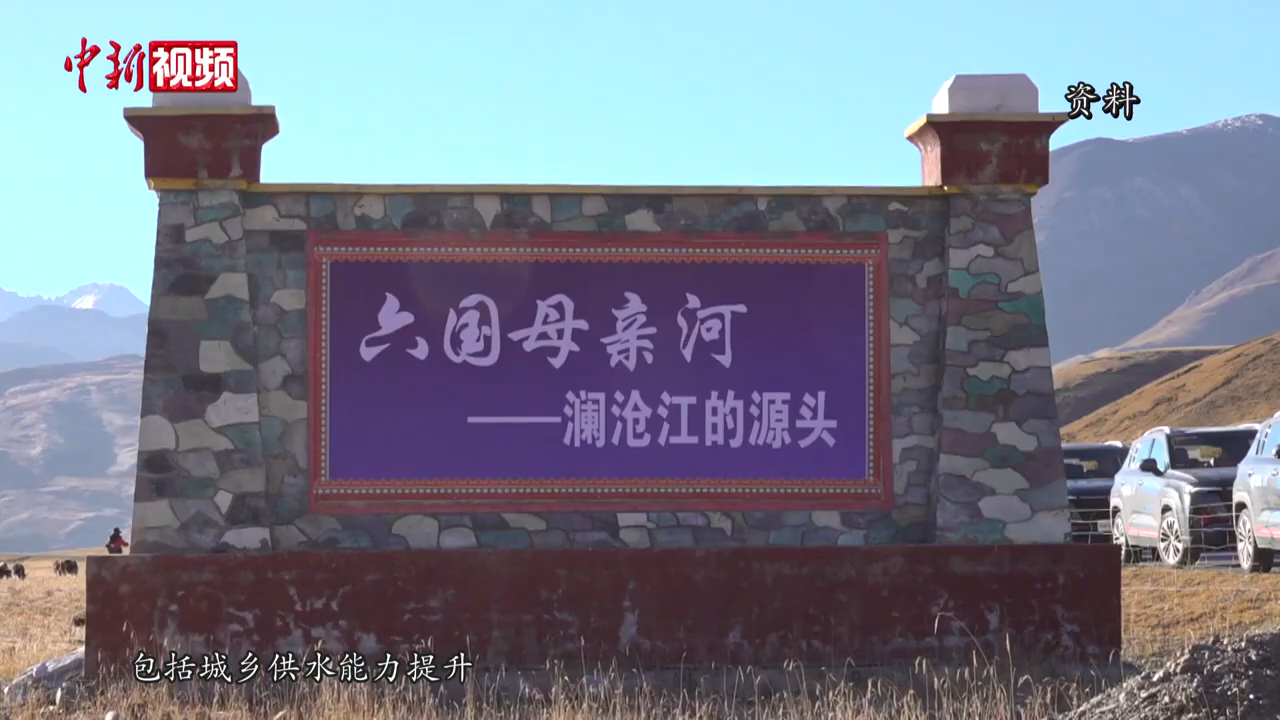 中新视频
资料
六国母亲河
——澜沧江的源头
包括城乡供水能力提升